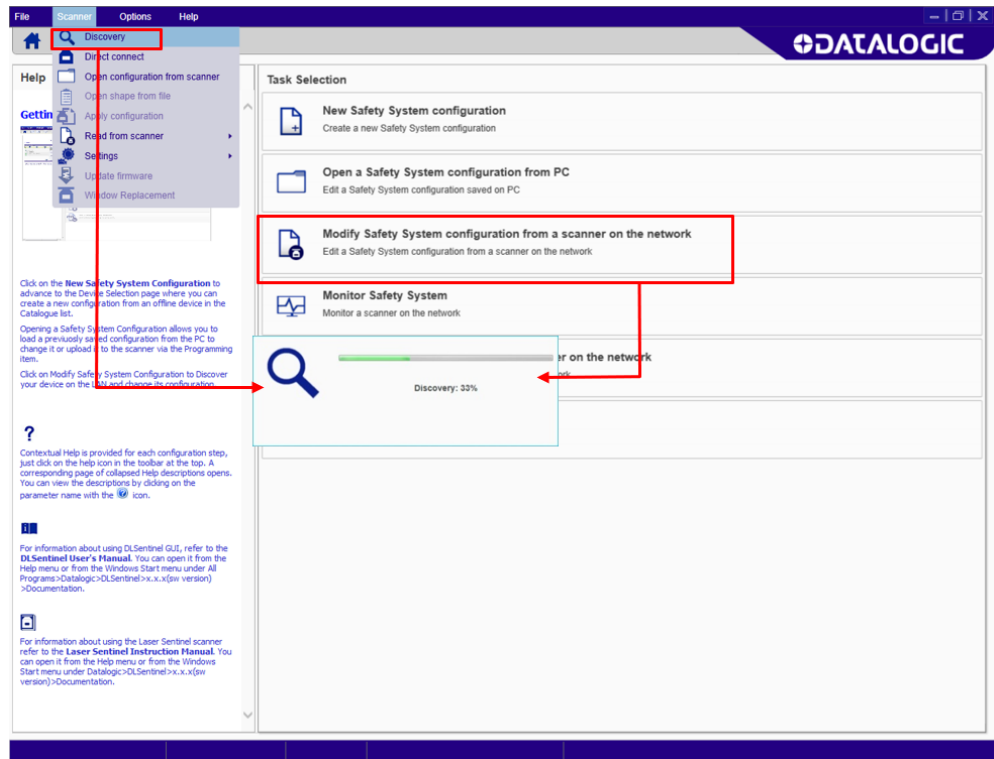 File Scanner Options Help
DATALOGIC
Discovery
Direct connect
Open configuration from scanner
Open shape from file
Apply configuration
Read from scanner
Settings
Update firmware
Window Replacement
Help
Gettin
Click on the New Safety System Configuration to
advance to the Device Selection page where you can
create a new configuration from an offline device in the
Catalogue list.
Opening a Safety System Configuration allows you to
load a previuosly saved configuration from the PC to
change it or upload it to the scanner via the Programming
item.
Click on Modify Safety System Configuration to Discover
your device on the LAN and change its configuration.
?
Contextual Help is provided for each configuration step,
just click on the help icon in the toolbar at the top. A
corresponding page of collapsed Help descriptions opens.
You can view the descriptions by clicking on the
parameter name with the ? icon.
For information about using DLSentinel GUI, refer to the
DLSentinel User's Manual. You can open it from the
Help menu or from the Windows Start menu under All
Programs>Datalogic>DLSentinel>x.x.x(sw version)
>Documentation.
For information about using the Laser Sentinel scanner
refer to the Laser Sentinel Instruction Manual. You
can open it from the Help menu or from the Windows
Start menu under Datalogic>DLSentinel>x.x.x(sw
version)>Documentation.
Task Selection
New Safety System configuration
Create a new Safety System configuration
Open a Safety System configuration from PC
Edit a Safety System configuration saved on PC
Modify Safety System configuration from a scanner on the network
Edit a Safety System configuration from a scanner on the network
Monitor Safety System
Monitor a scanner on the network
er on the network
Discovery: 33%